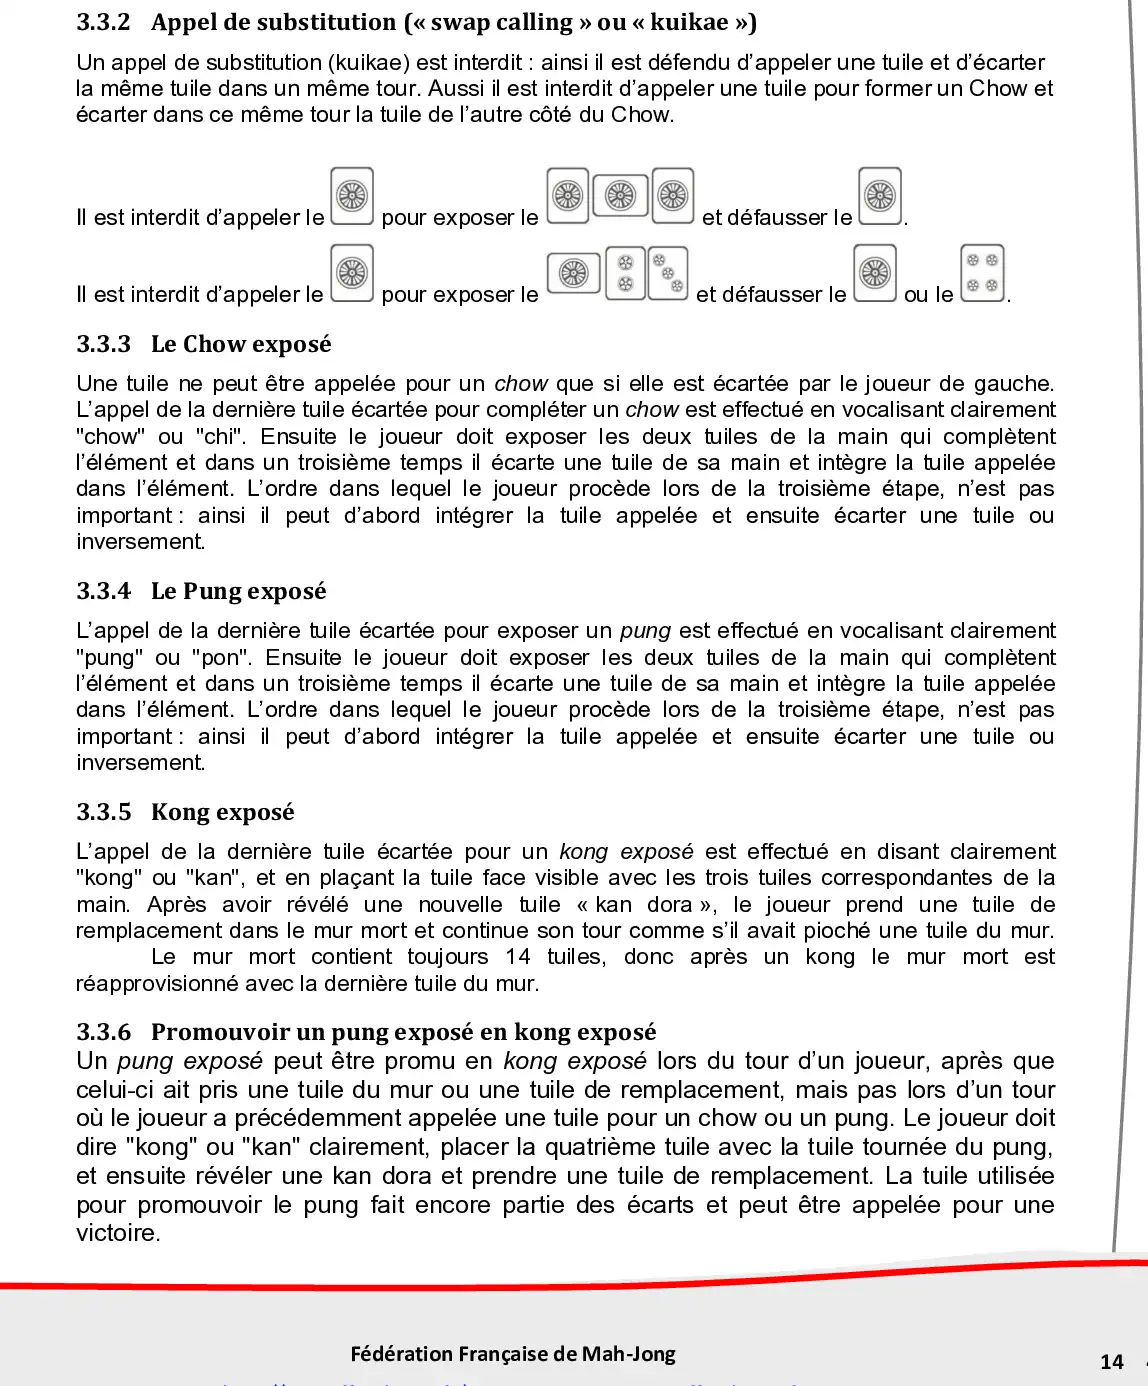 3.3.2 Appel de substitution (« swap calling » ou « kuikae »)
Un appel de substitution (kuikae) est interdit : ainsi il est défendu d’appeler une tuile et d’écarter
la même tuile dans un même tour. Aussi il est interdit d’appeler une tuile pour former un Chow et
écarter dans ce même tour la tuile de l’autre côté du Chow.
Il est interdit d’appeler le pour exposer le et défausser le .
Il est interdit d’appeler le pour exposer le et défausser le ou le .
3.3.3 Le Chow exposé
Une tuile ne peut être appelée pour un chow que si elle est écartée par le joueur de gauche.
L’appel de la dernière tuile écartée pour compléter un chow est effectué en vocalisant clairement
"chow" ou "chi". Ensuite le joueur doit exposer les deux tuiles de la main qui complètent
l’élément et dans un troisième temps il écarte une tuile de sa main et intègre la tuile appelée
dans l’élément. L’ordre dans lequel le joueur procède lors de la troisième étape, n’est pas
important : ainsi il peut d’abord intégrer la tuile appelée et ensuite écarter une tuile ou
inversement.
3.3.4 Le Pung exposé
L’appel de la dernière tuile écartée pour exposer un pung est effectué en vocalisant clairement
"pung" ou "pon". Ensuite le joueur doit exposer les deux tuiles de la main qui complètent
l’élément et dans un troisième temps il écarte une tuile de sa main et intègre la tuile appelée
dans l’élément. L’ordre dans lequel le joueur procède lors de la troisième étape, n’est pas
important : ainsi il peut d’abord intégrer la tuile appelée et ensuite écarter une tuile ou
inversement.
3.3.5 Kong exposé
L’appel de la dernière tuile écartée pour un kong exposé est effectué en disant clairement
"kong" ou "kan", et en plaçant la tuile face visible avec les trois tuiles correspondantes de la
main. Après avoir révélé une nouvelle tuile « kan dora », le joueur prend une tuile de
remplacement dans le mur mort et continue son tour comme s’il avait pioché une tuile du mur.
Le mur mort contient toujours 14 tuiles, donc après un kong le mur mort est
réapprovisionné avec la dernière tuile du mur.
3.3.6 Promouvoir un pung exposé en kong exposé
Un pung exposé peut être promu en kong exposé lors du tour d’un joueur, après que
celui-ci ait pris une tuile du mur ou une tuile de remplacement, mais pas lors d’un tour
où le joueur a précédemment appelée une tuile pour un chow ou un pung. Le joueur doit
dire "kong" ou "kan" clairement, placer la quatrième tuile avec la tuile tournée du pung,
et ensuite révéler une kan dora et prendre une tuile de remplacement. La tuile utilisée
pour promouvoir le pung fait encore partie des écarts et peut être appelée pour une
victoire.
Fédération Française de Mah-Jong
14